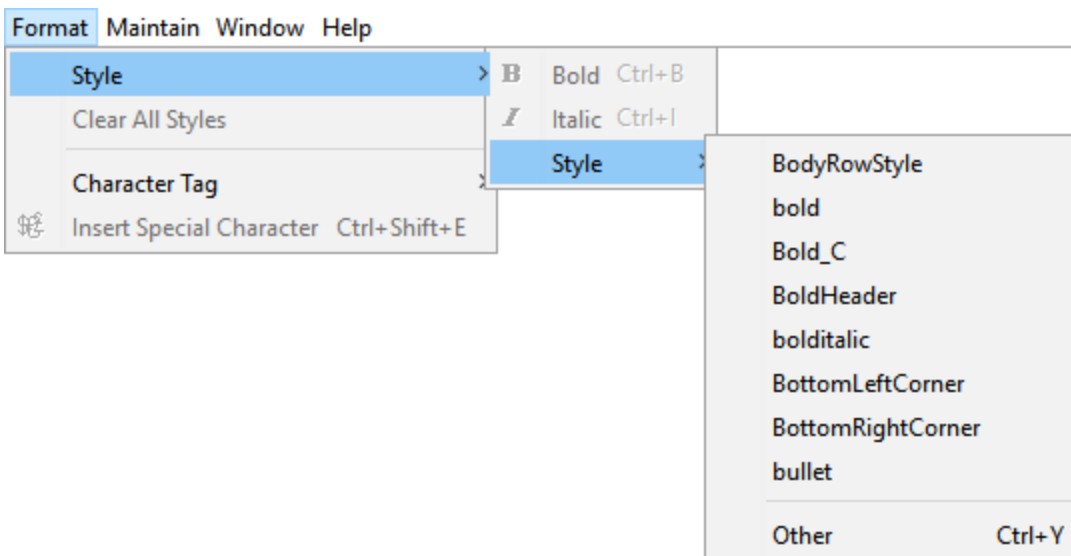 Format Maintain Window Help
Style
Clear All Styles
Character Tag
Insert Special Character Ctrl+Shift+E
B Bold Ctrl+B
I Italic Ctrl+I
Style
BodyRowStyle
bold
Bold_C
BoldHeader
bolditalic
BottomLeftCorner
BottomRightCorner
bullet
Other Ctrl+Y